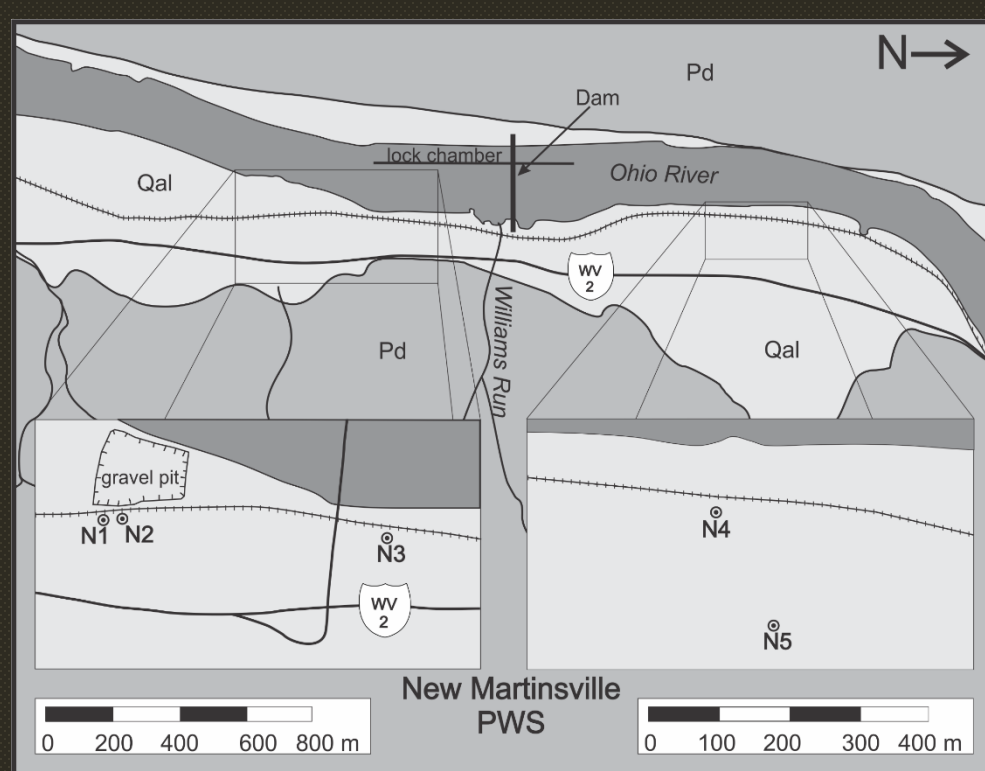 N
Pd
Dam
lock chamber
Ohio River
Qal
WV
2
Williams Run
Pd
Qal
gravel pit
N1
N2
N3
WV
2
N4
N5
New Martinsville
PWS
0 200 400 600 800 m
0 100 200 300 400 m